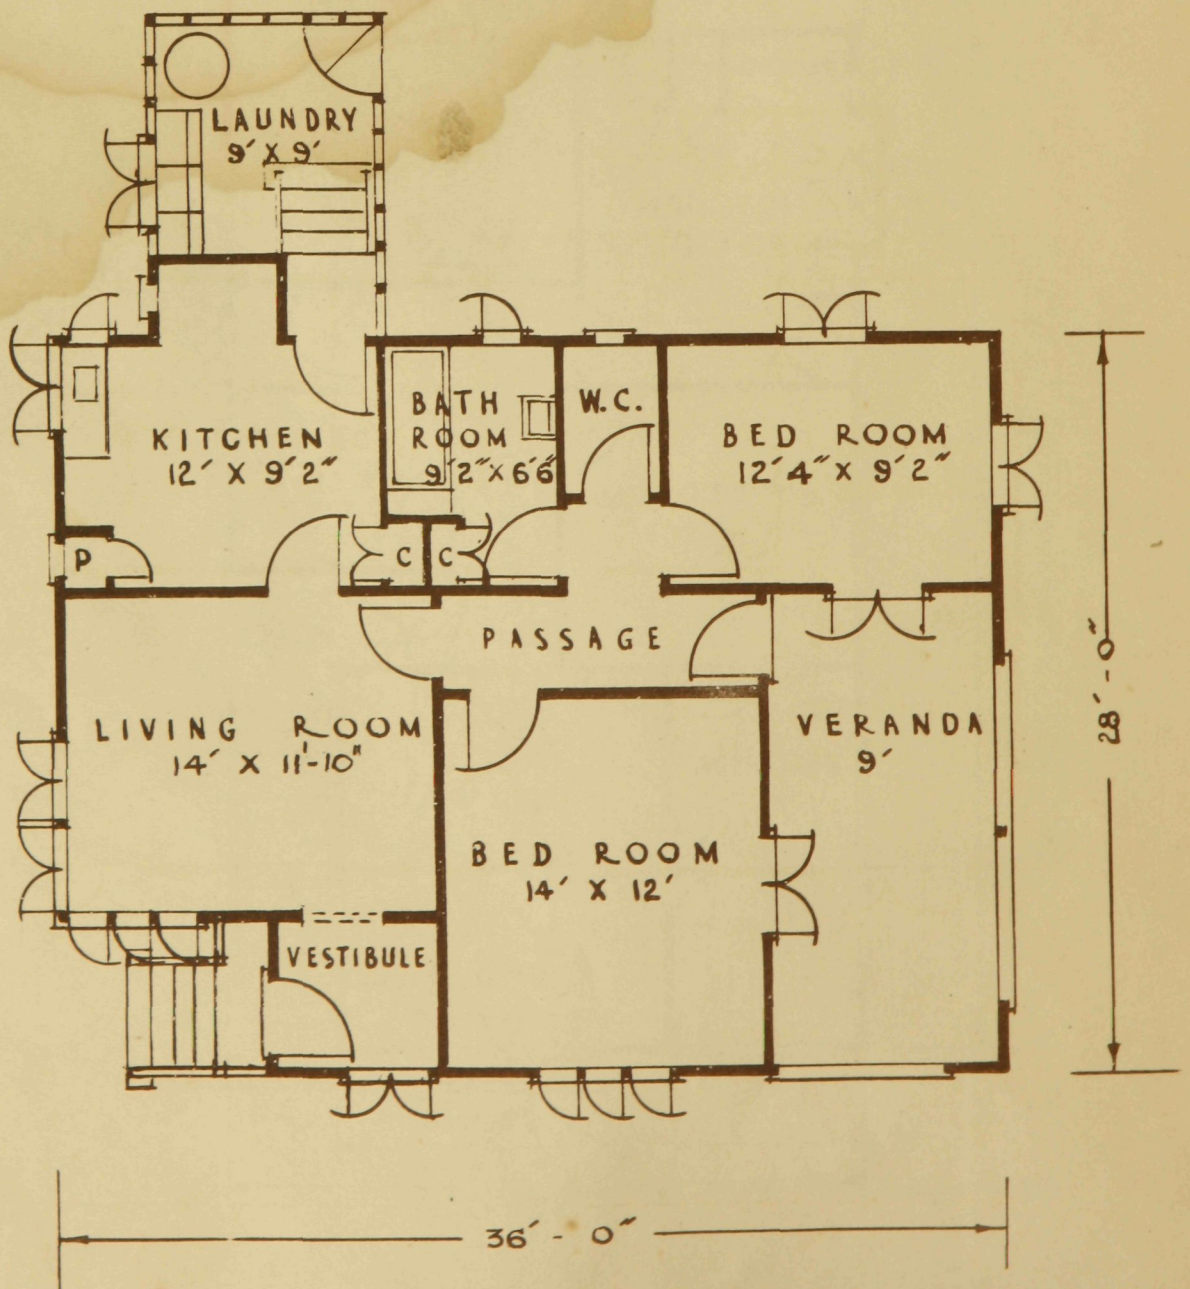 LAUNDRY
9' X 9'
KITCHEN
12' X 9'2"
BATH
ROOM
9'2" X 6'6
W.C.
BED ROOM
12'4" X 9'2"
P
C
C
PASSAGE
LIVING ROOM
14' X 11'-10"
VERANDA
9'
28'-0"
BED ROOM
14' X 12'
VESTIBULE
36'-0"